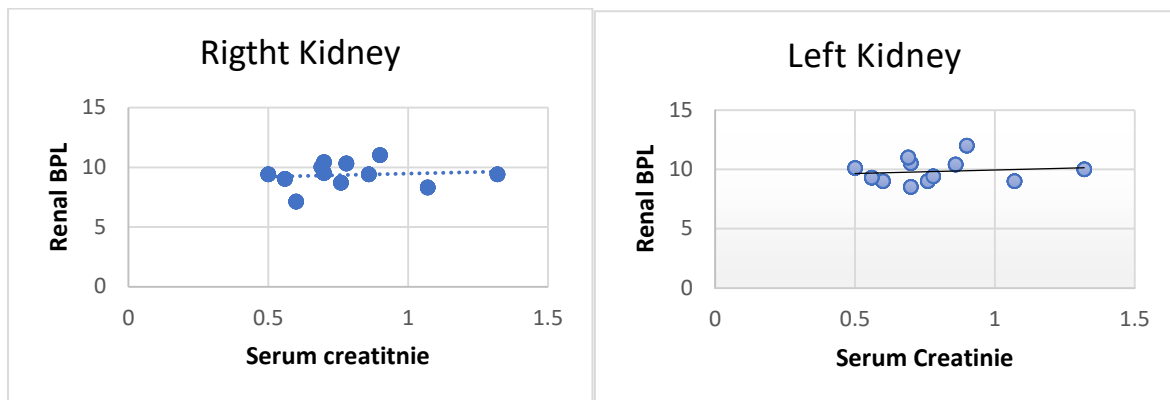 Rigtht Kidney
15
10
5
0
Renal BPL
0 0.5 1 1.5
Serum creatitnie
Left Kidney
15
10
5
0
Renal BPL
0 0.5 1 1.5
Serum Creatinie